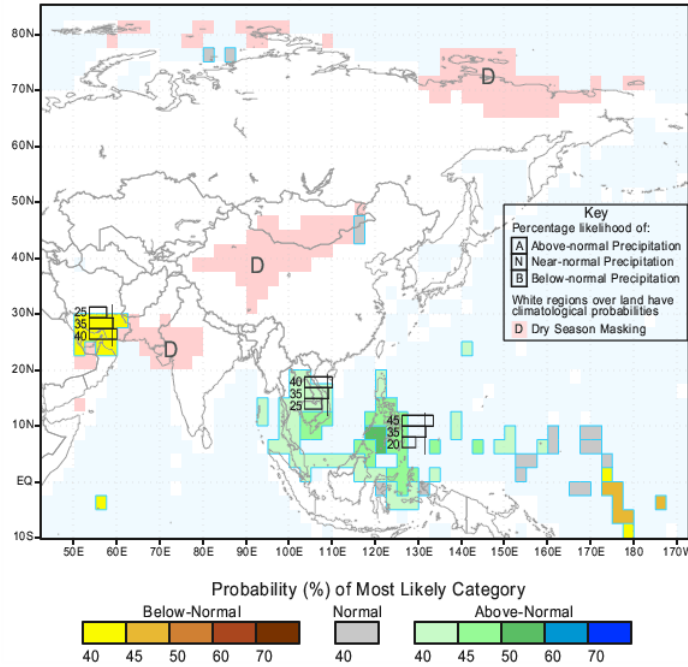 80N
70N
60N
50N
40N
30N
20N
10N
EQ
10S
50E 60E 70E 80E 90E 100E 110E 120E 130E 140E 150E 160E 170E 180 170W
D
D
D
25
35
40
40
35
25
45
35
20
Key
Percentage likelihood of:
A Above-normal Precipitation
N Near-normal Precipitation
B Below-normal Precipitation
White regions over land have
climatological probabilities
D Dry Season Masking
Probability (%) of Most Likely Category
Below-Normal Normal Above-Normal
40 45 50 60 70 40 40 45 50 60 70